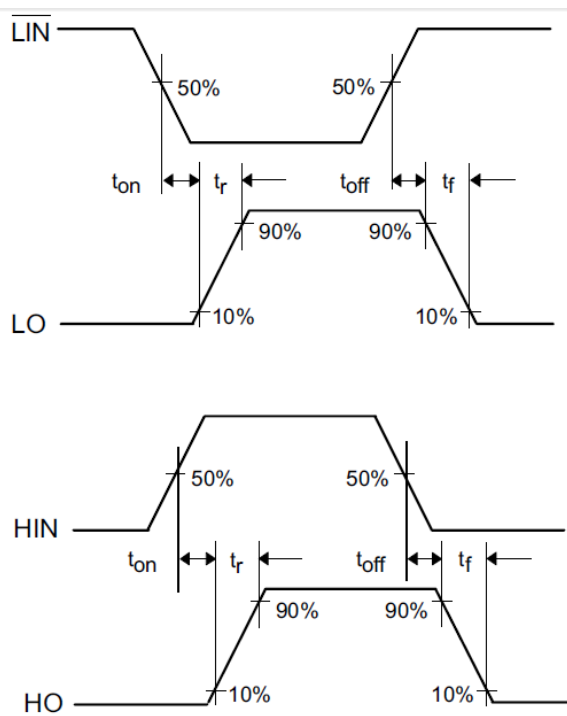 LIN
50% 50%
ton tr toff tf
90% 90%
LO 10% 10%
50% 50%
HIN
ton tr toff tf
90% 90%
10% 10%
HO